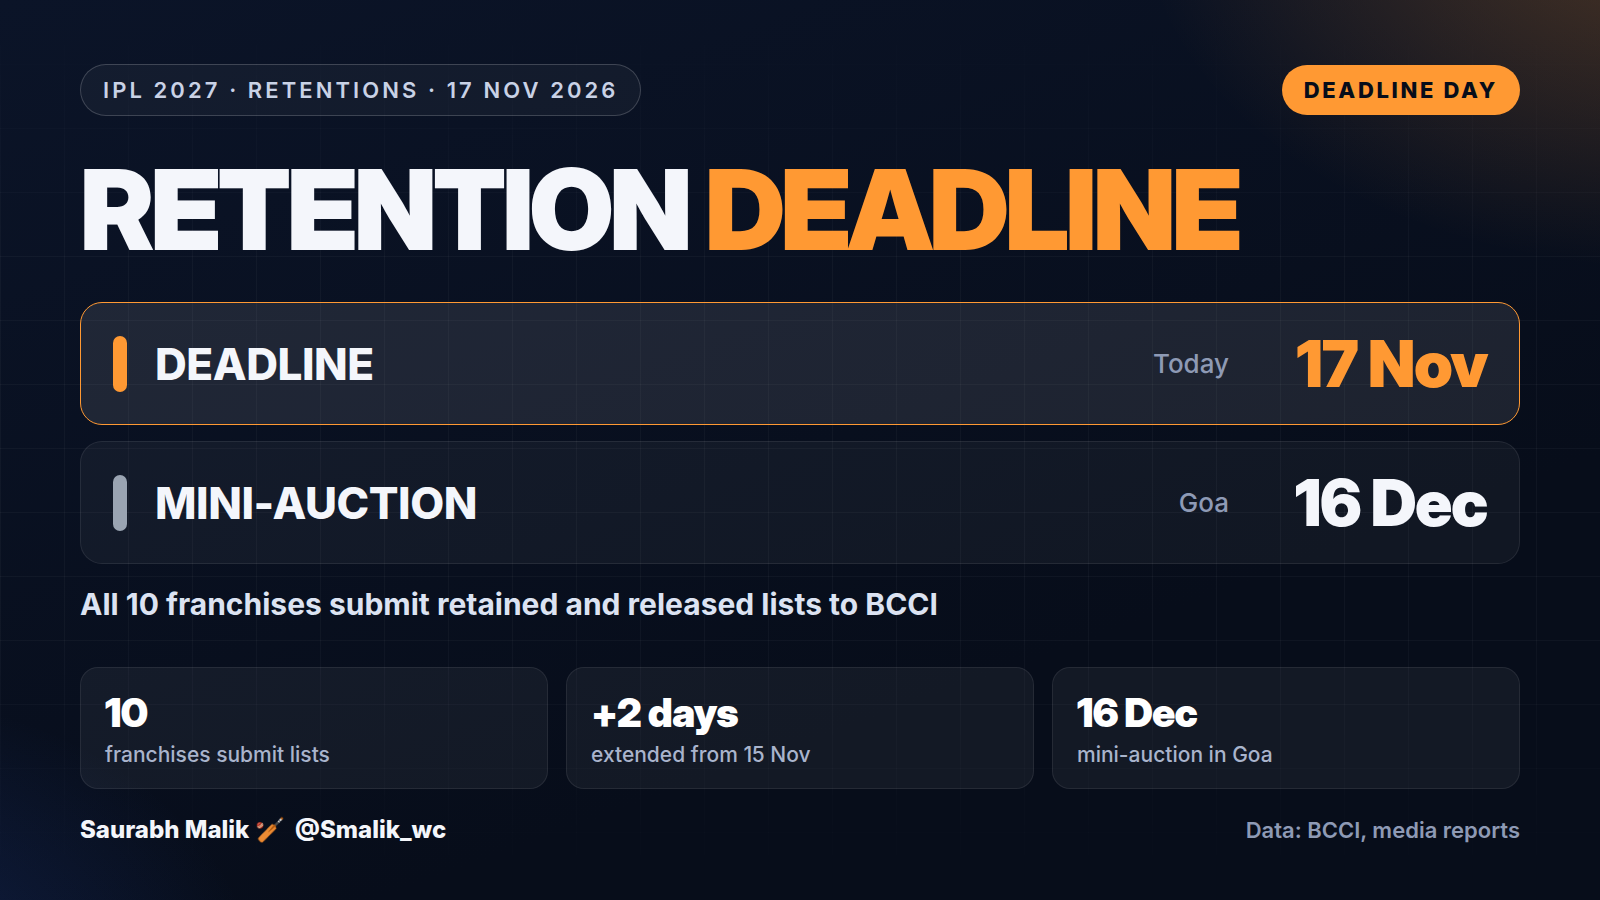 IPL 2027 · RETENTIONS · 17 NOV 2026
DEADLINE DAY
RETENTION DEADLINE
DEADLINE Today 17 Nov
MINI-AUCTION Goa 16 Dec
All 10 franchises submit retained and released lists to BCCI
10
franchises submit lists
+2 days
extended from 15 Nov
16 Dec
mini-auction in Goa
Saurabh Malik 🏏 @Smalik_wc
Data: BCCI, media reports